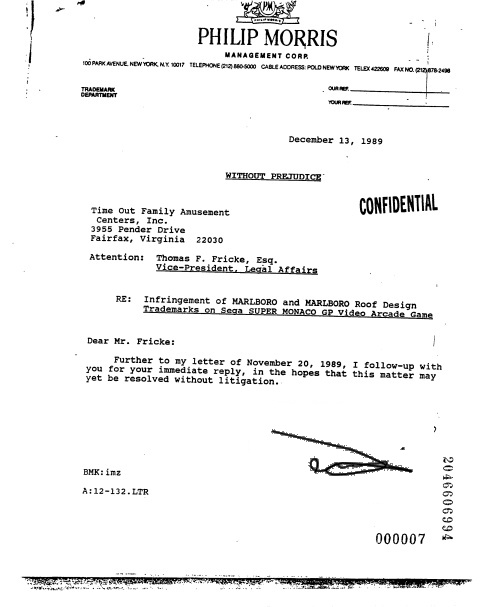 PHILIP MORRIS
MANAGEMENT CORP.
100 PARK AVENUE, NEW YORK, N.Y. 10017 TELEPHONE (212) 880-5000 CABLE ADDRESS: POLD NEW YORK TELEX 422609 FAX NO. (212) 878-2498
TRADEMARK
DEPARTMENT
OUR REF.
YOUR REF.
December 13, 1989
WITHOUT PREJUDICE
CONFIDENTIAL
Time Out Family Amusement
Centers, Inc.
3955 Pender Drive
Fairfax, Virginia 22030
Attention: Thomas F. Fricke, Esq.
Vice-President, Legal Affairs
RE: Infringement of MARLBORO and MARLBORO Roof Design
Trademarks on Sega SUPER MONACO GP Video Arcade Game
Dear Mr. Fricke:
Further to my letter of November 20, 1989, I follow-up with
you for your immediate reply, in the hopes that this matter may
yet be resolved without litigation.
BMK:imz
A:12-132.LTR
2046606994
000007